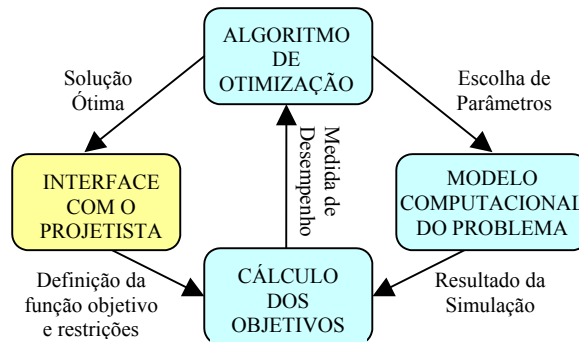 ALGORITMO
DE
OTIMIZAÇÃO
Solução
Ótima
Escolha de
Parâmetros
Medida de
Desempenho
INTERFACE
COM O
PROJETISTA
MODELO
COMPUTACIONAL
DO PROBLEMA
Definição da
função objetivo
e restrições
CÁLCULO
DOS
OBJETIVOS
Resultado da
Simulação